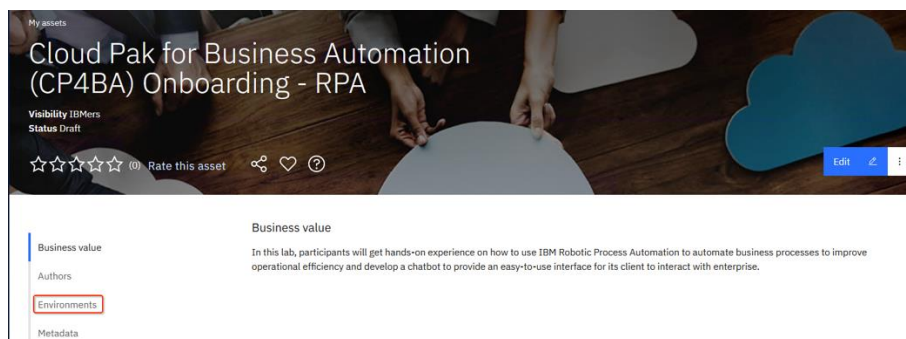 My assets
Cloud Pak for Business Automation
(CP4BA) Onboarding - RPA
Visibility IBMers
Status Draft
(0) Rate this asset
Edit
Business value
Authors
Environments
Metadata
Business value
In this lab, participants will get hands-on experience on how to use IBM Robotic Process Automation to automate business processes to improve
operational efficiency and develop a chatbot to provide an easy-to-use interface for its client to interact with enterprise.